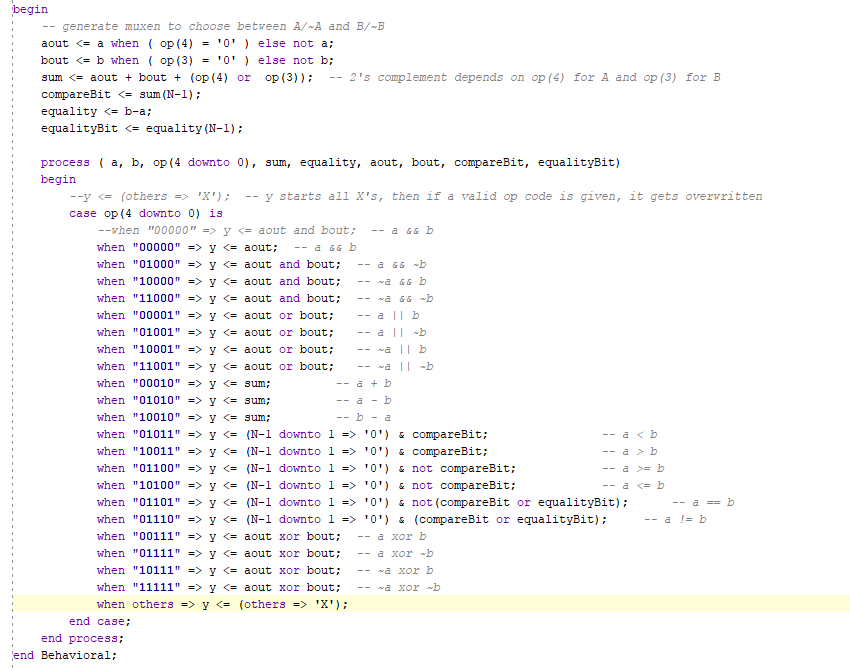 begin
-- generate muxen to choose between A/~A and B/~B
aout <= a when ( op(4) = '0' ) else not a;
bout <= b when ( op(3) = '0' ) else not b;
sum <= aout + bout + (op(4) or  op(3));  -- 2's complement depends on op(4) for A and op(3) for B
compareBit <= sum(N-1);
equality <= b-a;
equalityBit <= equality(N-1);
process ( a, b, op(4 downto 0), sum, equality, aout, bout, compareBit, equalityBit)
begin
--y <= (others => 'X');  -- y starts all X's, then if a valid op code is given, it gets overwritten
case op(4 downto 0) is
--when "00000" => y <= aout and bout;  -- a && b
when "00000" => y <= aout;  -- a && b
when "01000" => y <= aout and bout;  -- a && ~b
when "10000" => y <= aout and bout;  -- ~a && b
when "11000" => y <= aout and bout;  -- ~a && ~b
when "00001" => y <= aout or bout;   -- a || b
when "01001" => y <= aout or bout;   -- a || ~b
when "10001" => y <= aout or bout;   -- ~a || b
when "11001" => y <= aout or bout;   -- ~a || ~b
when "00010" => y <= sum;         -- a + b
when "01010" => y <= sum;         -- a - b
when "10010" => y <= sum;         -- b - a
when "01011" => y <= (N-1 downto 1 => '0') & compareBit;                -- a < b
when "10011" => y <= (N-1 downto 1 => '0') & compareBit;                -- a > b
when "01100" => y <= (N-1 downto 1 => '0') & not compareBit;            -- a >= b
when "10100" => y <= (N-1 downto 1 => '0') & not compareBit;            -- a <= b
when "01101" => y <= (N-1 downto 1 => '0') & not(compareBit or equalityBit);      -- a == b
when "01110" => y <= (N-1 downto 1 => '0') & (compareBit or equalityBit);     -- a != b
when "00111" => y <= aout xor bout;  -- a xor b
when "01111" => y <= aout xor bout;  -- a xor ~b
when "10111" => y <= aout xor bout;  -- ~a xor b
when "11111" => y <= aout xor bout;  -- ~a xor ~b
when others => y <= (others => 'X');
end case;
end process;
end Behavioral;